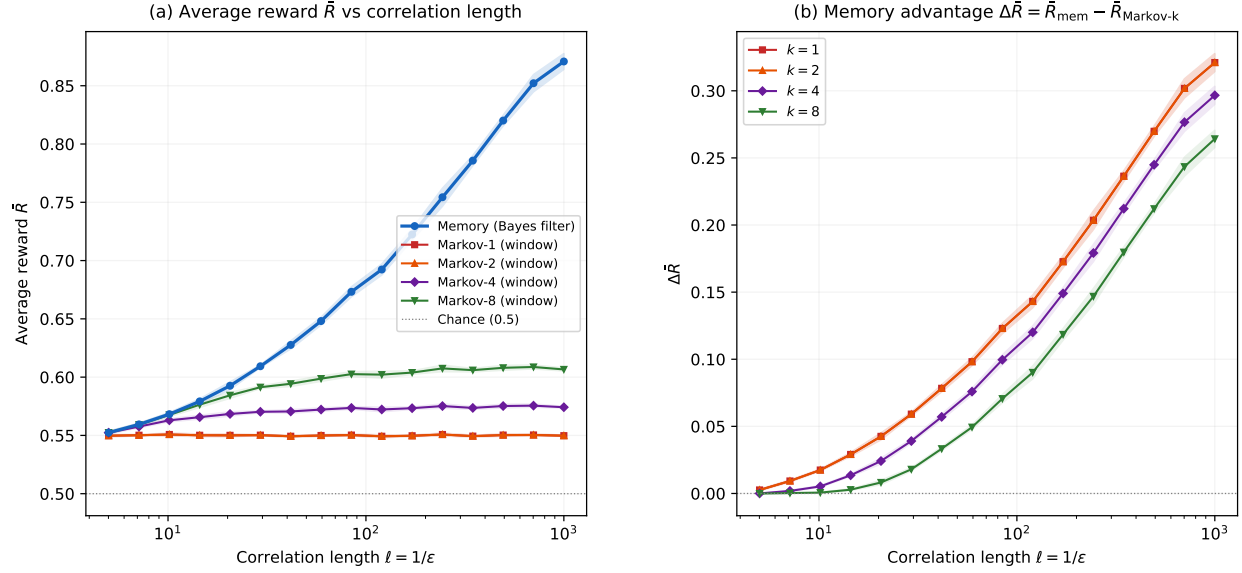 (a) Average reward R̄ vs correlation length
Average reward R̄
0.85
0.80
0.75
0.70
0.65
0.60
0.55
0.50
Memory (Bayes filter)
Markov-1 (window)
Markov-2 (window)
Markov-4 (window)
Markov-8 (window)
Chance (0.5)
10¹ 10² 10³
Correlation length ℓ = 1/ε
(b) Memory advantage ΔR̄ = R̄mem − R̄Markov-k
ΔR̄
0.30
0.25
0.20
0.15
0.10
0.05
0.00
k = 1
k = 2
k = 4
k = 8
10¹ 10² 10³
Correlation length ℓ = 1/ε